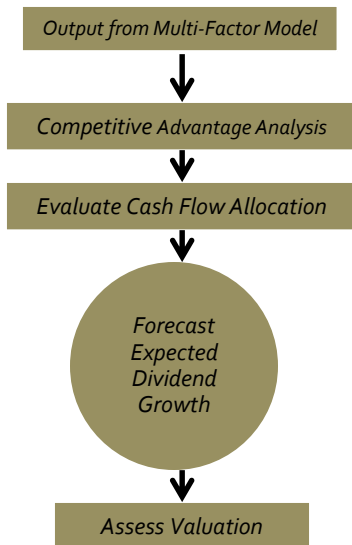 Output from Multi-Factor Model
Competitive Advantage Analysis
Evaluate Cash Flow Allocation
Forecast
Expected
Dividend
Growth
Assess Valuation